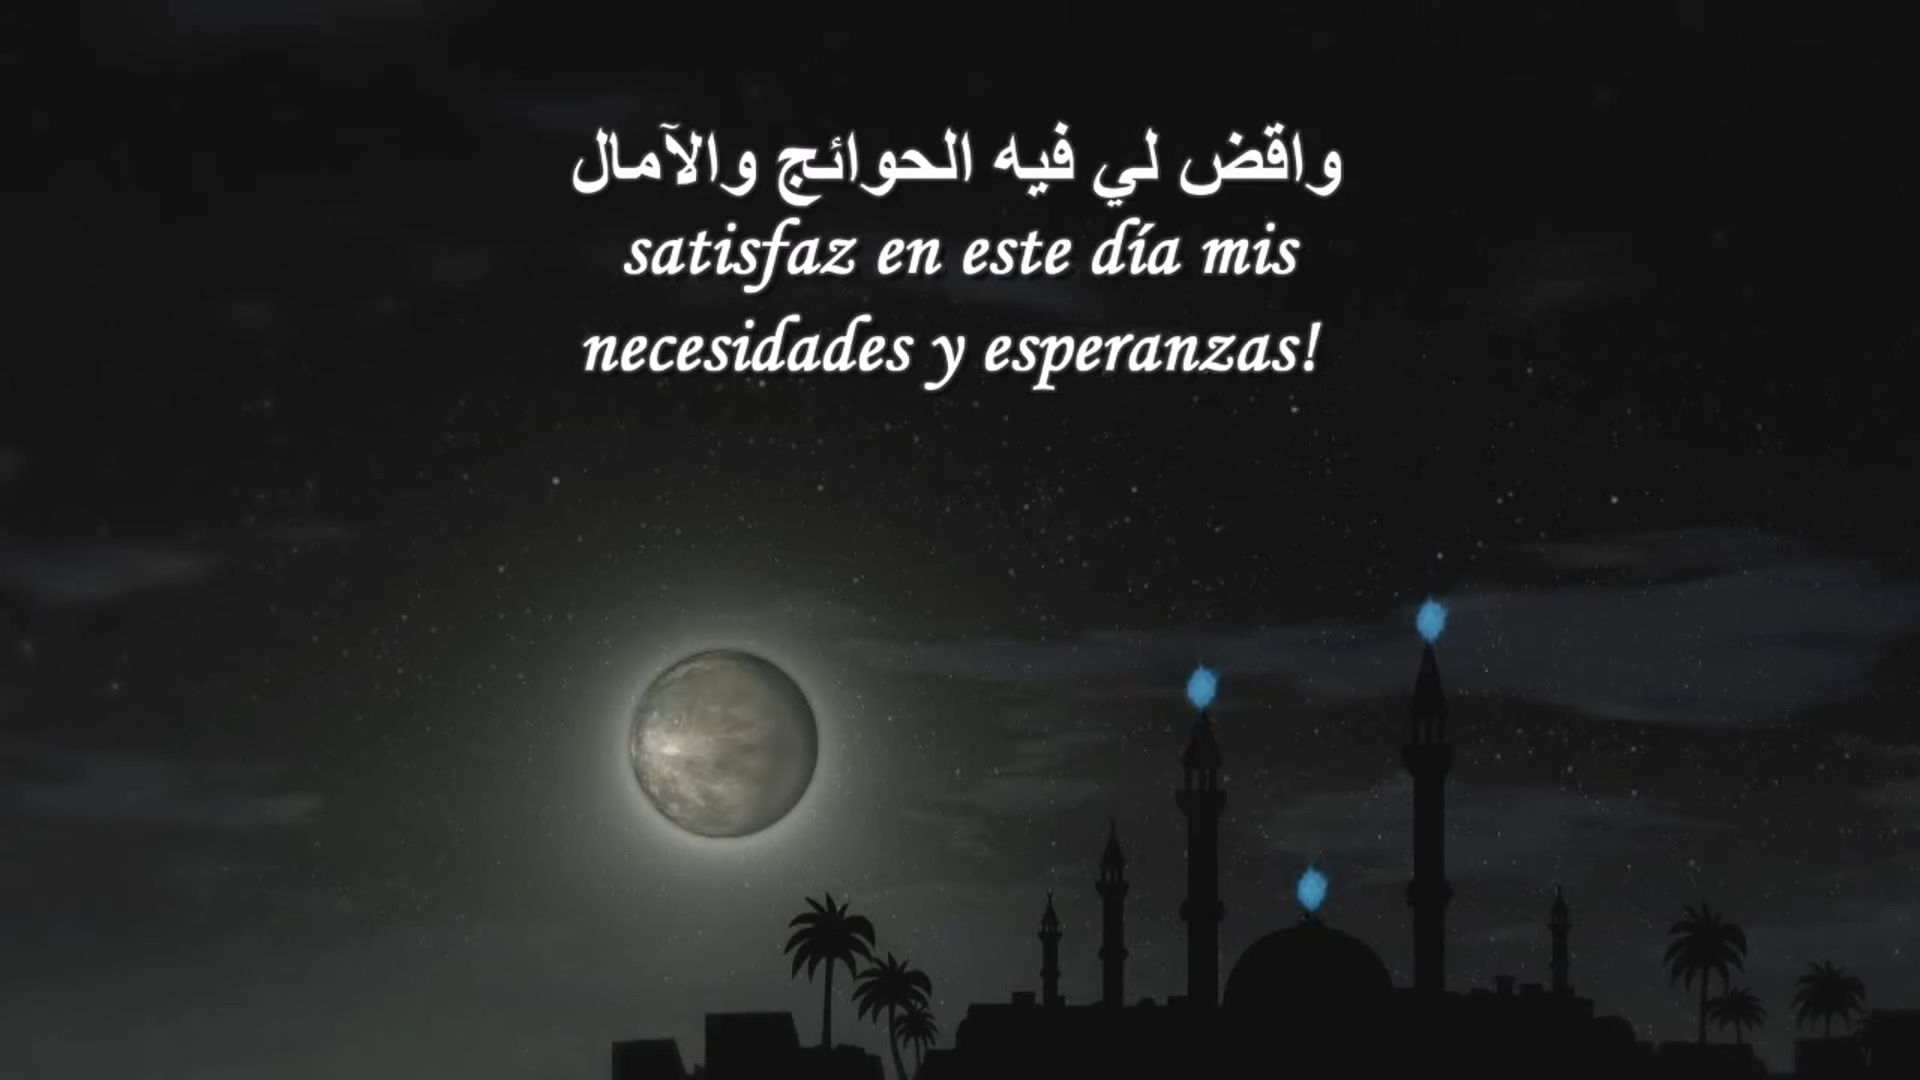 واقض لي فيه الحوائج والآمال
satisfaz en este día mis
necesidades y esperanzas!